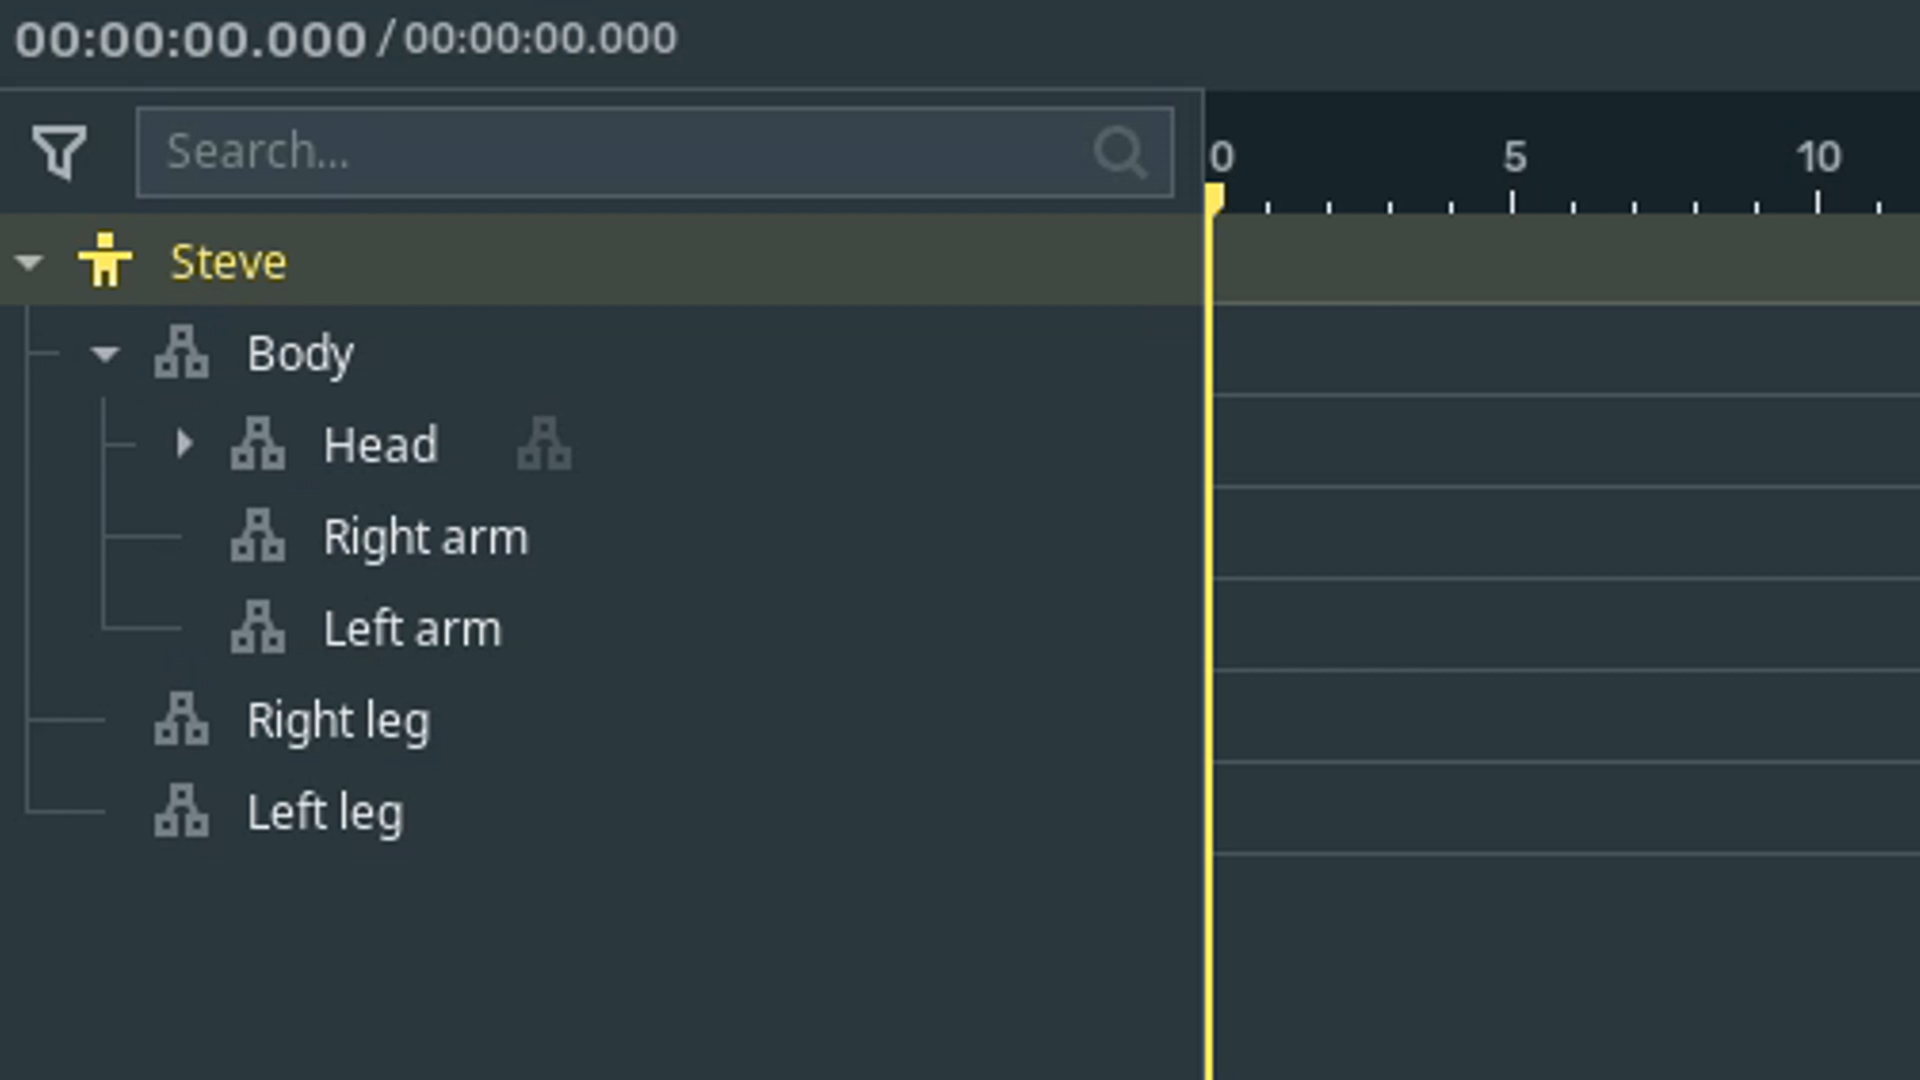 00:00:00.000 / 00:00:00.000
Search...
0 5 10
Steve
Body
Head
Right arm
Left arm
Right leg
Left leg